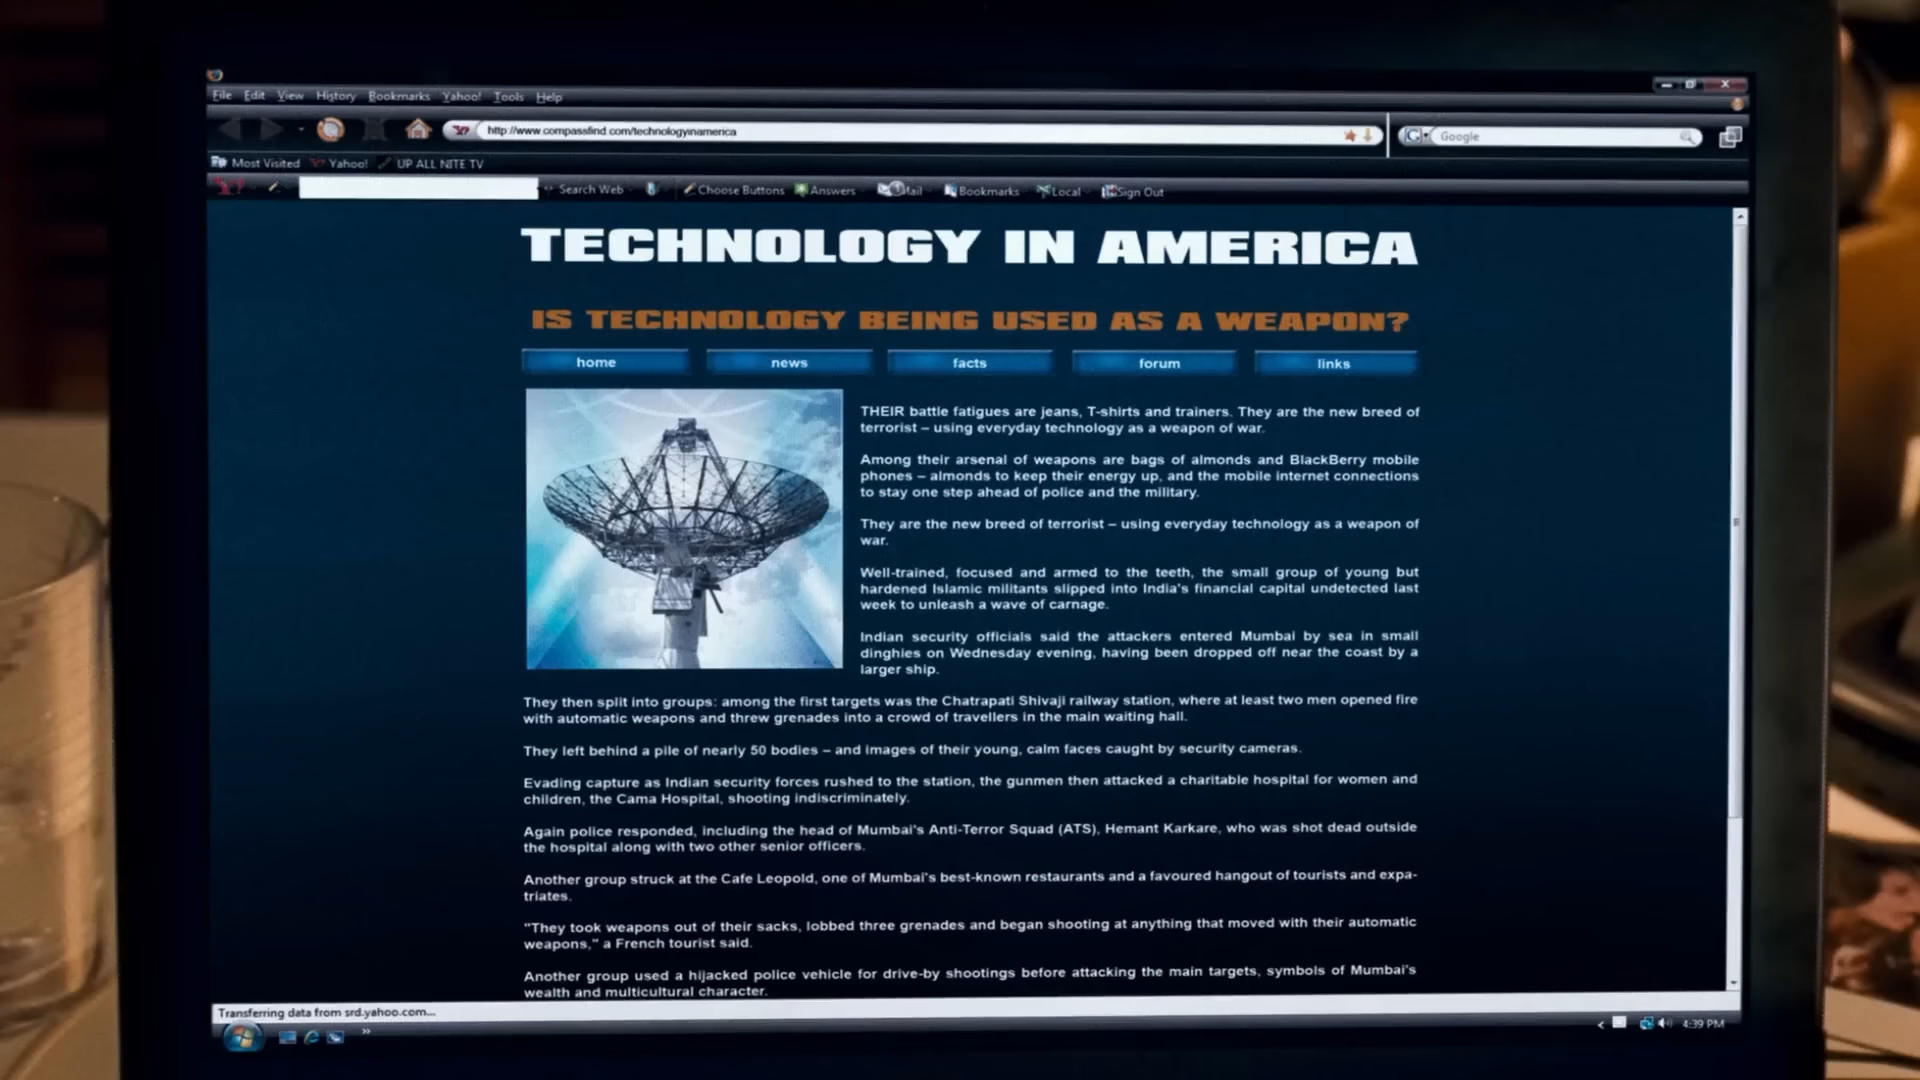 File Edit View History Bookmarks Yahoo! Tools Help
http://www.compassfind.com/technologyinamerica
Google
Most Visited Yahoo! UP ALL NITE TV
Search Web Choose Buttons Answers Mail Bookmarks Local Sign Out
TECHNOLOGY IN AMERICA
IS TECHNOLOGY BEING USED AS A WEAPON?
home news facts forum links
THEIR battle fatigues are jeans, T-shirts and trainers. They are the new breed of
terrorist – using everyday technology as a weapon of war.
Among their arsenal of weapons are bags of almonds and BlackBerry mobile
phones – almonds to keep their energy up, and the mobile internet connections
to stay one step ahead of police and the military.
They are the new breed of terrorist – using everyday technology as a weapon of
war.
Well-trained, focused and armed to the teeth, the small group of young but
hardened Islamic militants slipped into India's financial capital undetected last
week to unleash a wave of carnage.
Indian security officials said the attackers entered Mumbai by sea in small
dinghies on Wednesday evening, having been dropped off near the coast by a
larger ship.
They then split into groups: among the first targets was the Chatrapati Shivaji railway station, where at least two men opened fire
with automatic weapons and threw grenades into a crowd of travellers in the main waiting hall.
They left behind a pile of nearly 50 bodies – and images of their young, calm faces caught by security cameras.
Evading capture as Indian security forces rushed to the station, the gunmen then attacked a charitable hospital for women and
children, the Cama Hospital, shooting indiscriminately.
Again police responded, including the head of Mumbai's Anti-Terror Squad (ATS), Hemant Karkare, who was shot dead outside
the hospital along with two other senior officers.
Another group struck at the Cafe Leopold, one of Mumbai's best-known restaurants and a favoured hangout of tourists and expa-
triates.
"They took weapons out of their sacks, lobbed three grenades and began shooting at anything that moved with their automatic
weapons," a French tourist said.
Another group used a hijacked police vehicle for drive-by shootings before attacking the main targets, symbols of Mumbai's
wealth and multicultural character.
Transferring data from srd.yahoo.com...
4:39 PM